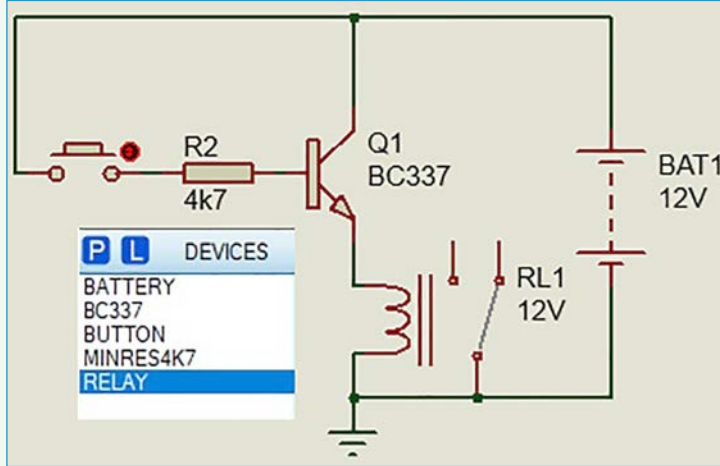 R2
4k7
Q1
BC337
BAT1
12V
P L DEVICES
BATTERY
BC337
BUTTON
MINRES4K7
RELAY
RL1
12V